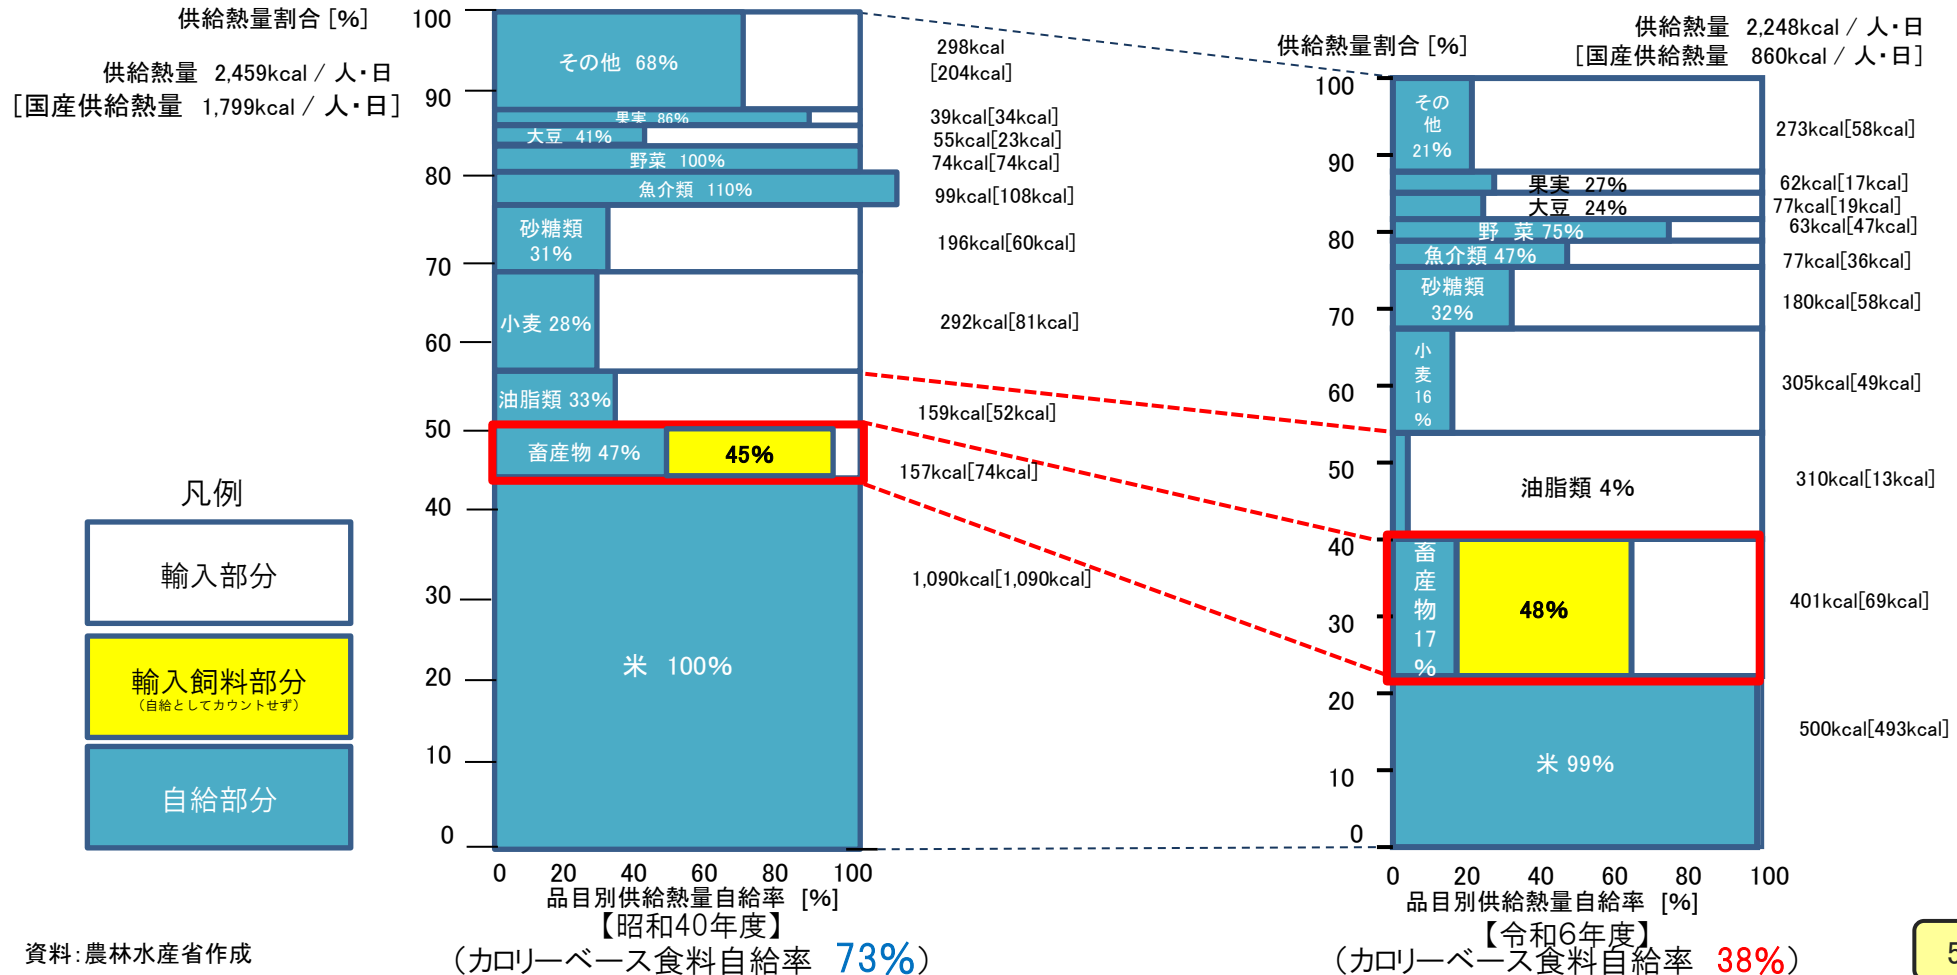 供給熱量割合 [%]
供給熱量 2,459kcal / 人・日
[国産供給熱量 1,799kcal / 人・日]
100
90
80
70
60
50
40
30
20
10
0
その他 68%
果実 86%
大豆 41%
野菜 100%
魚介類 110%
砂糖類
31%
小麦 28%
油脂類 33%
畜産物 47%
45%
米 100%
298kcal
[204kcal]
39kcal[34kcal]
55kcal[23kcal]
74kcal[74kcal]
99kcal[108kcal]
196kcal[60kcal]
292kcal[81kcal]
159kcal[52kcal]
157kcal[74kcal]
1,090kcal[1,090kcal]
0 20 40 60 80 100
品目別供給熱量自給率 [%]
【昭和40年度】
(カロリーベース食料自給率 73%)
凡例
輸入部分
輸入飼料部分
(自給としてカウントせず)
自給部分
資料:農林水産省作成
供給熱量 2,248kcal / 人・日
[国産供給熱量 860kcal / 人・日]
供給熱量割合 [%]
100
90
80
70
60
50
40
30
20
10
0
その
他
21%
果実 27%
大豆 24%
野 菜 75%
魚介類 47%
砂糖類
32%
小
麦
16
%
油脂類 4%
畜
産
物
17
%
48%
米 99%
273kcal[58kcal]
62kcal[17kcal]
77kcal[19kcal]
63kcal[47kcal]
77kcal[36kcal]
180kcal[58kcal]
305kcal[49kcal]
310kcal[13kcal]
401kcal[69kcal]
500kcal[493kcal]
0 20 40 60 80 100
品目別供給熱量自給率 [%]
【令和6年度】
(カロリーベース食料自給率 38%)
5